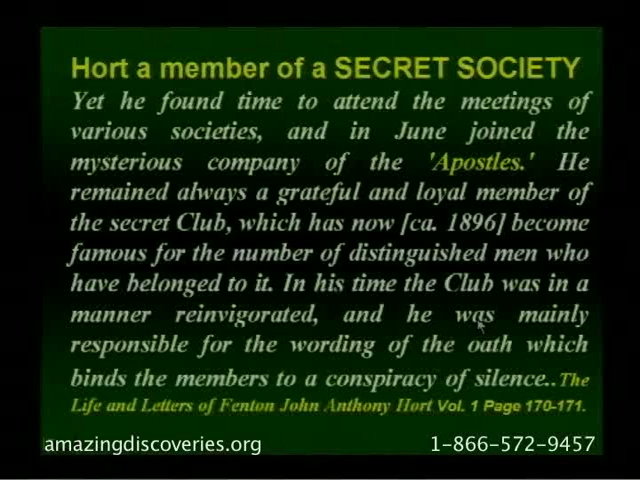 Hort a member of a SECRET SOCIETY
Yet he found time to attend the meetings of
various societies, and in June joined the
mysterious company of the 'Apostles.' He
remained always a grateful and loyal member of
the secret Club, which has now [ca. 1896] become
famous for the number of distinguished men who
have belonged to it. In his time the Club was in a
manner reinvigorated, and he was mainly
responsible for the wording of the oath which
binds the members to a conspiracy of silence.. The
Life and Letters of Fenton John Anthony Hort Vol. 1 Page 170-171.
amazingdiscoveries.org 1-866-572-9457